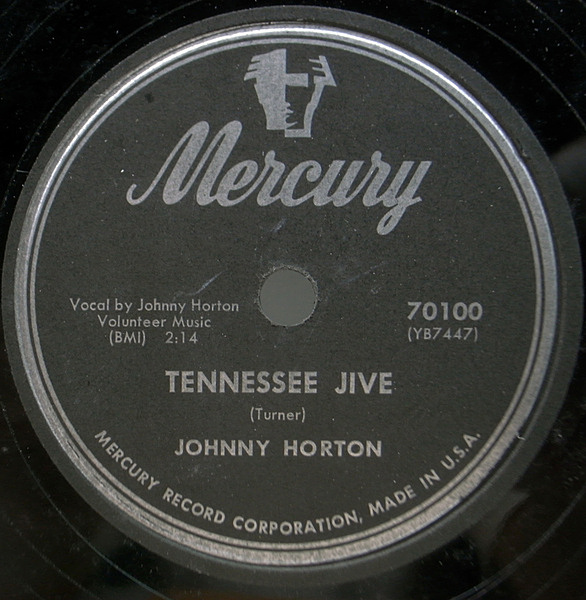 Mercury
Vocal by Johnny Horton
Volunteer Music
(BMI) 2:14
70100
(YB7447)
TENNESSEE JIVE
(Turner)
JOHNNY HORTON
MERCURY RECORD CORPORATION, MADE IN U.S.A.